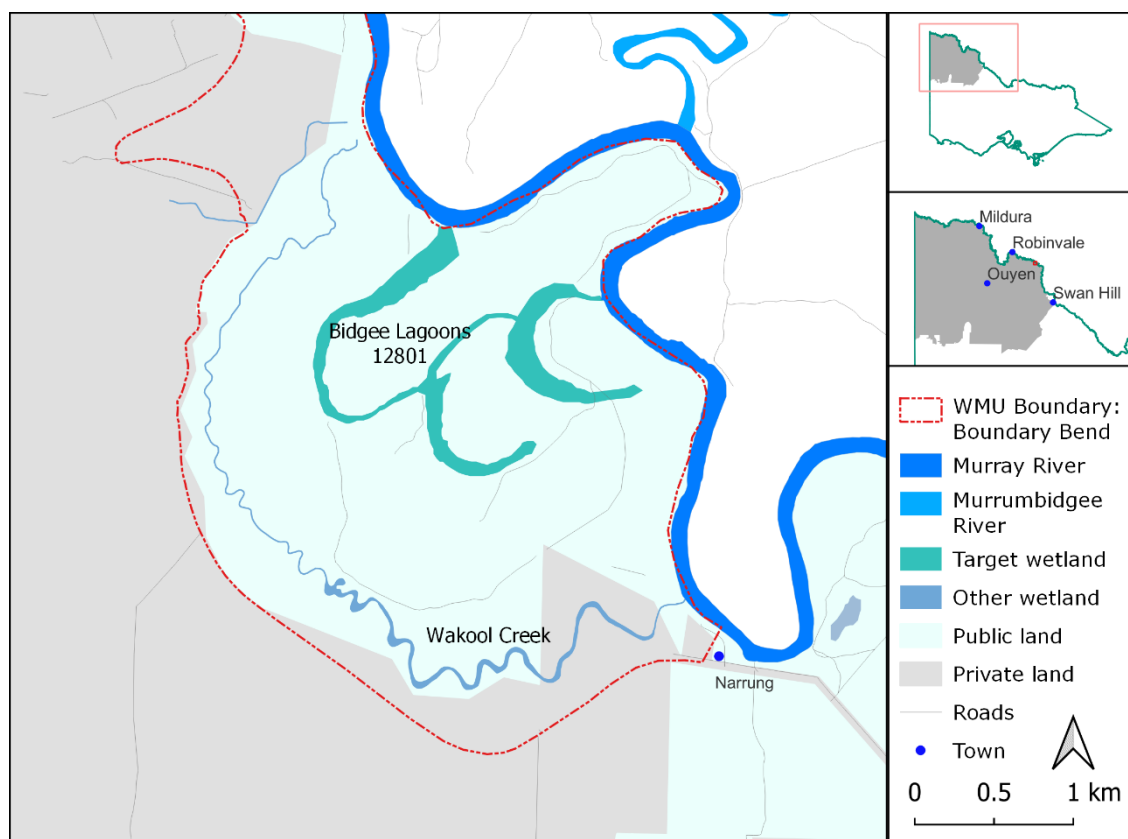 Bidgee Lagoons
12801
Wakool Creek
Narrung
Mildura
Robinvale
Ouyen
Swan Hill
WMU Boundary:
Boundary Bend
Murray River
Murrumbidgee
River
Target wetland
Other wetland
Public land
Private land
Roads
Town
0 0.5 1 km